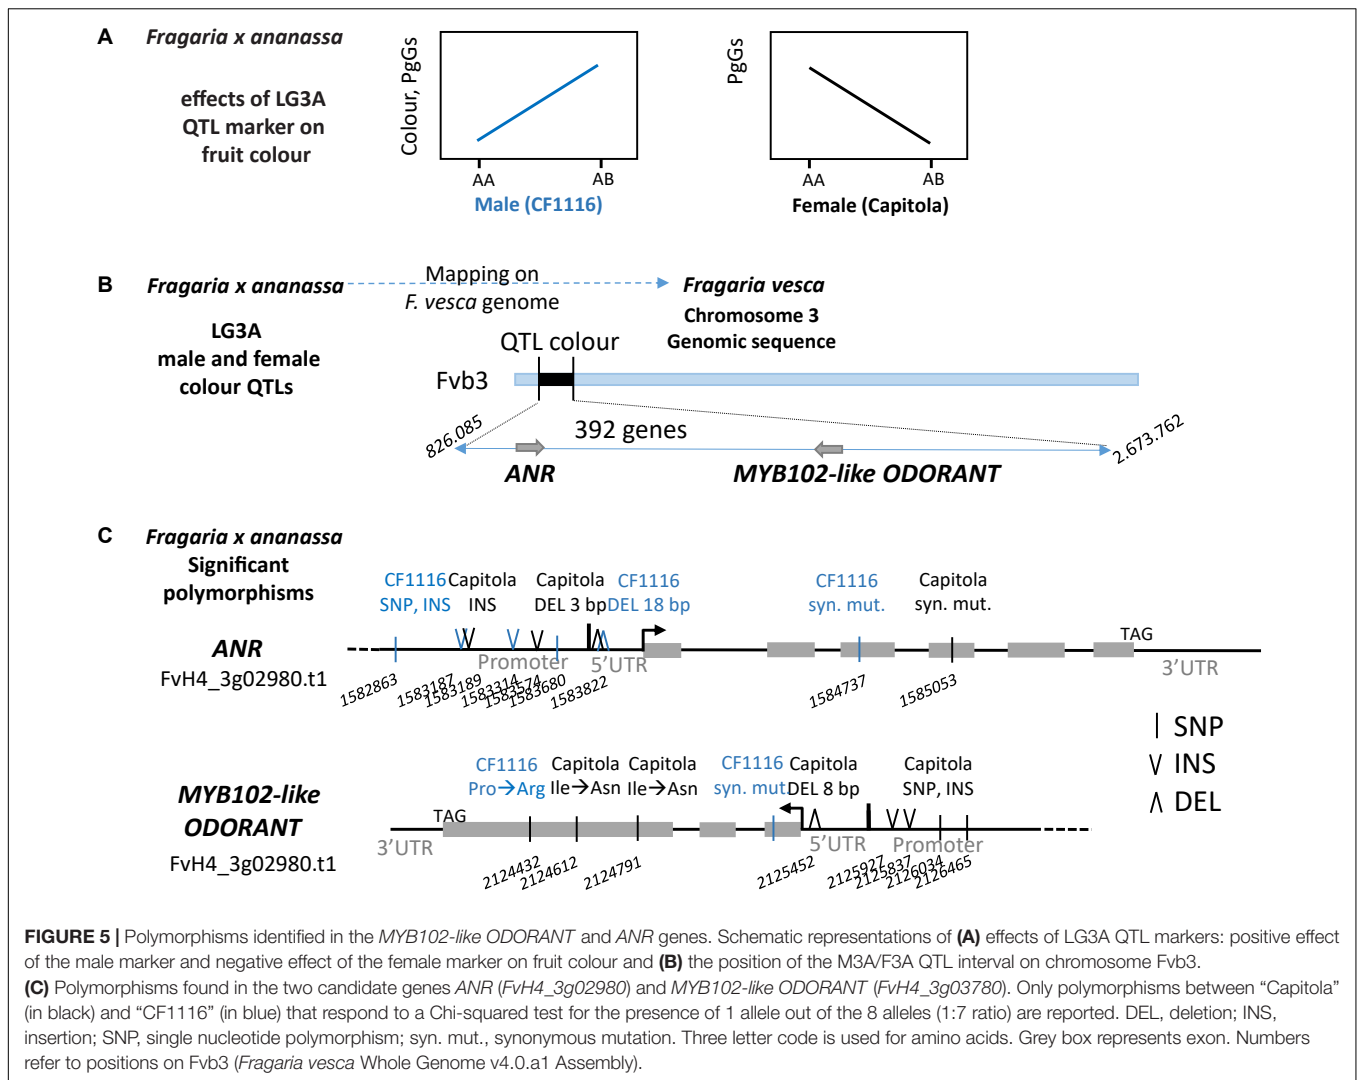 A Fragaria x ananassa
effects of LG3A
QTL marker on
fruit colour
Colour, PgGs
AA AB
Male (CF1116)
PgGs
AA AB
Female (Capitola)
B Fragaria x ananassa
Mapping on
F. vesca genome
Fragaria vesca
Chromosome 3
Genomic sequence
LG3A
male and female
colour QTLs
QTL colour
Fvb3
826.085
392 genes
2.673.762
ANR
MYB102-like ODORANT
C Fragaria x ananassa
Significant
polymorphisms
CF1116 Capitola Capitola CF1116 CF1116 Capitola
SNP, INS INS DEL 3 bp DEL 18 bp syn. mut. syn. mut.
ANR
FvH4_3g02980.t1
TAG
Promoter 5'UTR 3'UTR
1582863 1583187 1583189 1583314 1583574 1583680 1583822 1584737 1585053
SNP
INS
DEL
CF1116 Capitola Capitola CF1116 Capitola Capitola
Pro→Arg Ile→Asn Ile→Asn syn. mut. DEL 8 bp SNP, INS
MYB102-like
ODORANT
FvH4_3g02980.t1
TAG
3'UTR 5'UTR Promoter
2124432 2124612 2124791 2125452 2125927 2125837 2126034 2126465
FIGURE 5 | Polymorphisms identified in the MYB102-like ODORANT and ANR genes. Schematic representations of (A) effects of LG3A QTL markers: positive effect
of the male marker and negative effect of the female marker on fruit colour and (B) the position of the M3A/F3A QTL interval on chromosome Fvb3.
(C) Polymorphisms found in the two candidate genes ANR (FvH4_3g02980) and MYB102-like ODORANT (FvH4_3g03780). Only polymorphisms between “Capitola”
(in black) and “CF1116” (in blue) that respond to a Chi-squared test for the presence of 1 allele out of the 8 alleles (1:7 ratio) are reported. DEL, deletion; INS,
insertion; SNP, single nucleotide polymorphism; syn. mut., synonymous mutation. Three letter code is used for amino acids. Grey box represents exon. Numbers
refer to positions on Fvb3 (Fragaria vesca Whole Genome v4.0.a1 Assembly).